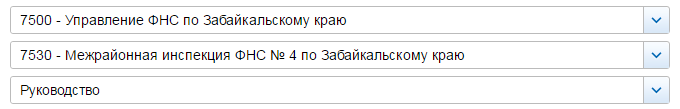 7500 - Управление ФНС по Забайкальскому краю
7530 - Межрайонная инспекция ФНС № 4 по Забайкальскому краю
Руководство